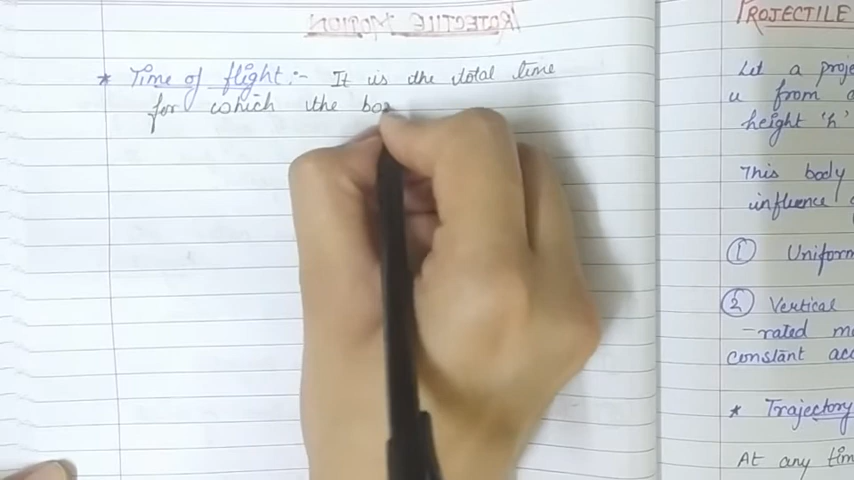 PROJECTILE MOTION
* Time of flight :- It is the total time
for which the bo
PROJECTILE
Let a proje
u from a
height 'h'
This body
influence
① Uniform
② Vertical
-rated mo
constant acc
* Trajectory
At any tim